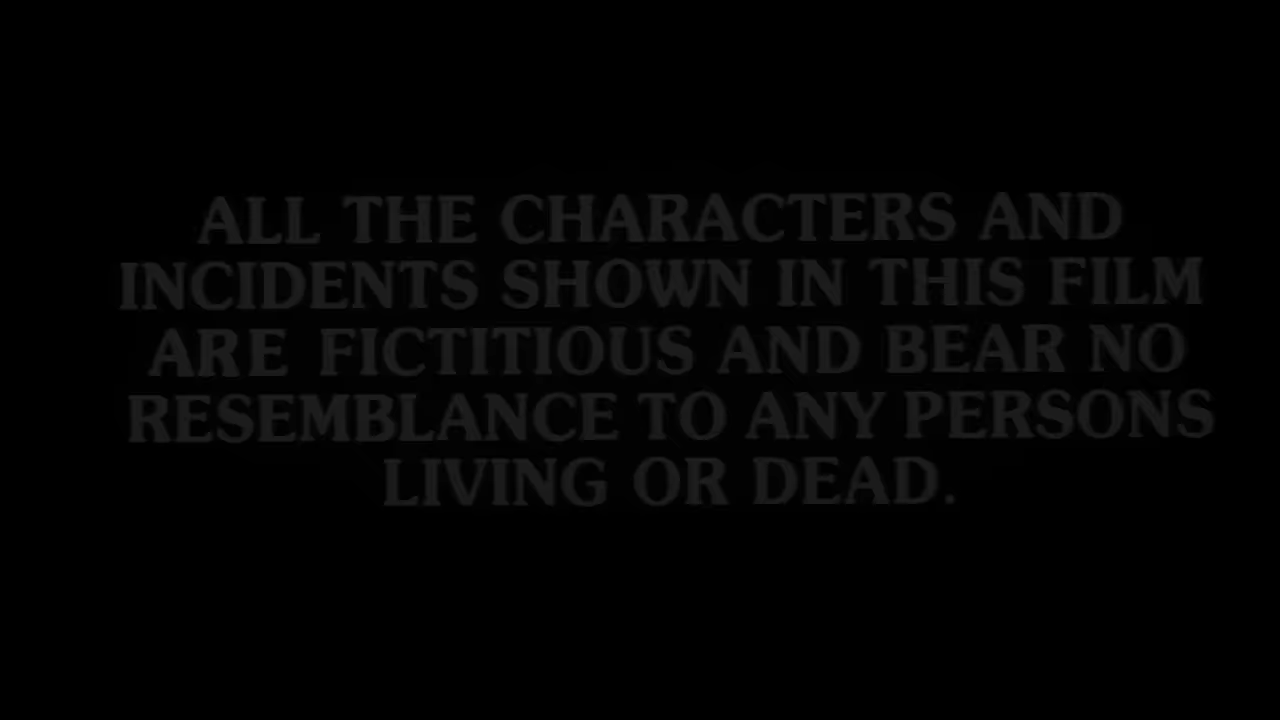 ALL THE CHARACTERS AND
INCIDENTS SHOWN IN THIS FILM
ARE FICTITIOUS AND BEAR NO
RESEMBLANCE TO ANY PERSONS
LIVING OR DEAD.